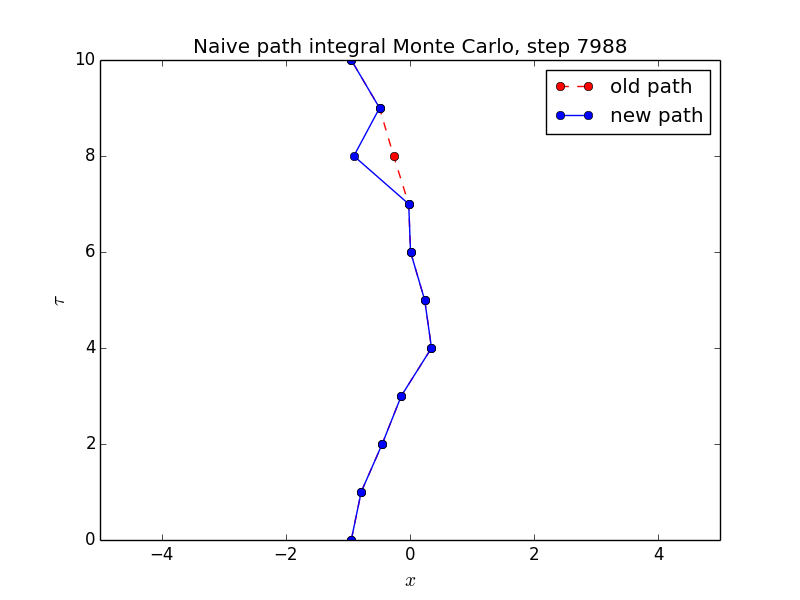 Naive path integral Monte Carlo, step 7988
old path
new path
10
8
6
4
2
0
τ
−4 −2 0 2 4
x